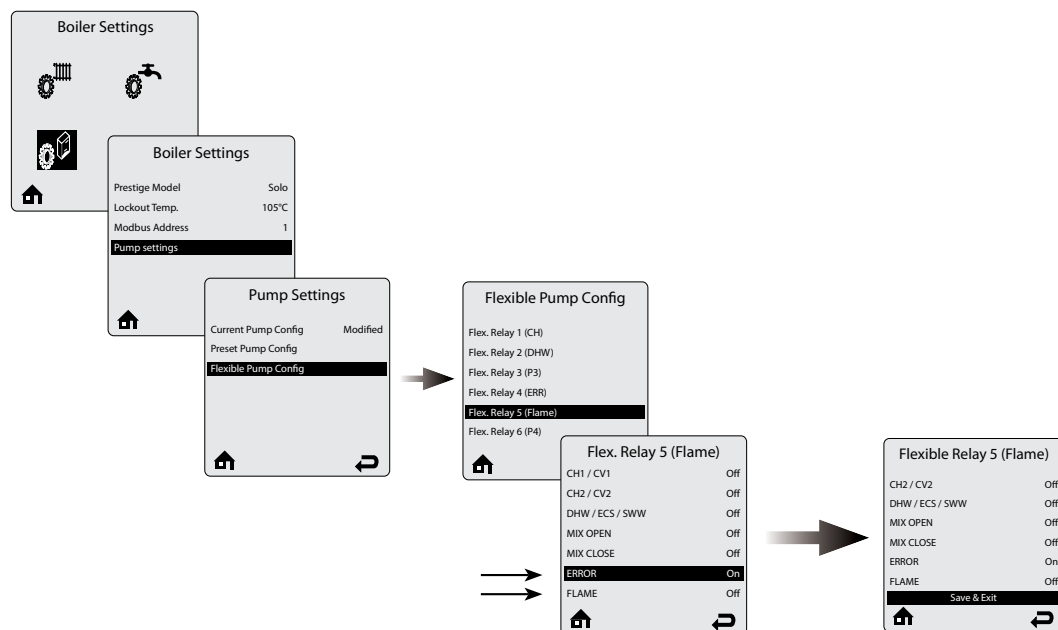 Boiler Settings
Boiler Settings
Prestige Model Solo
Lockout Temp. 105°C
Modbus Address 1
Pump settings
Pump Settings
Current Pump Config Modified
Preset Pump Config
Flexible Pump Config
Flexible Pump Config
Flex. Relay 1 (CH)
Flex. Relay 2 (DHW)
Flex. Relay 3 (P3)
Flex. Relay 4 (ERR)
Flex. Relay 5 (Flame)
Flex. Relay 6 (P4)
Flex. Relay 5 (Flame)
CH1 / CV1 Off
CH2 / CV2 Off
DHW / ECS / SWW Off
MIX OPEN Off
MIX CLOSE Off
ERROR On
FLAME Off
Flexible Relay 5 (Flame)
CH2 / CV2 Off
DHW / ECS / SWW Off
MIX OPEN Off
MIX CLOSE Off
ERROR On
FLAME Off
Save & Exit